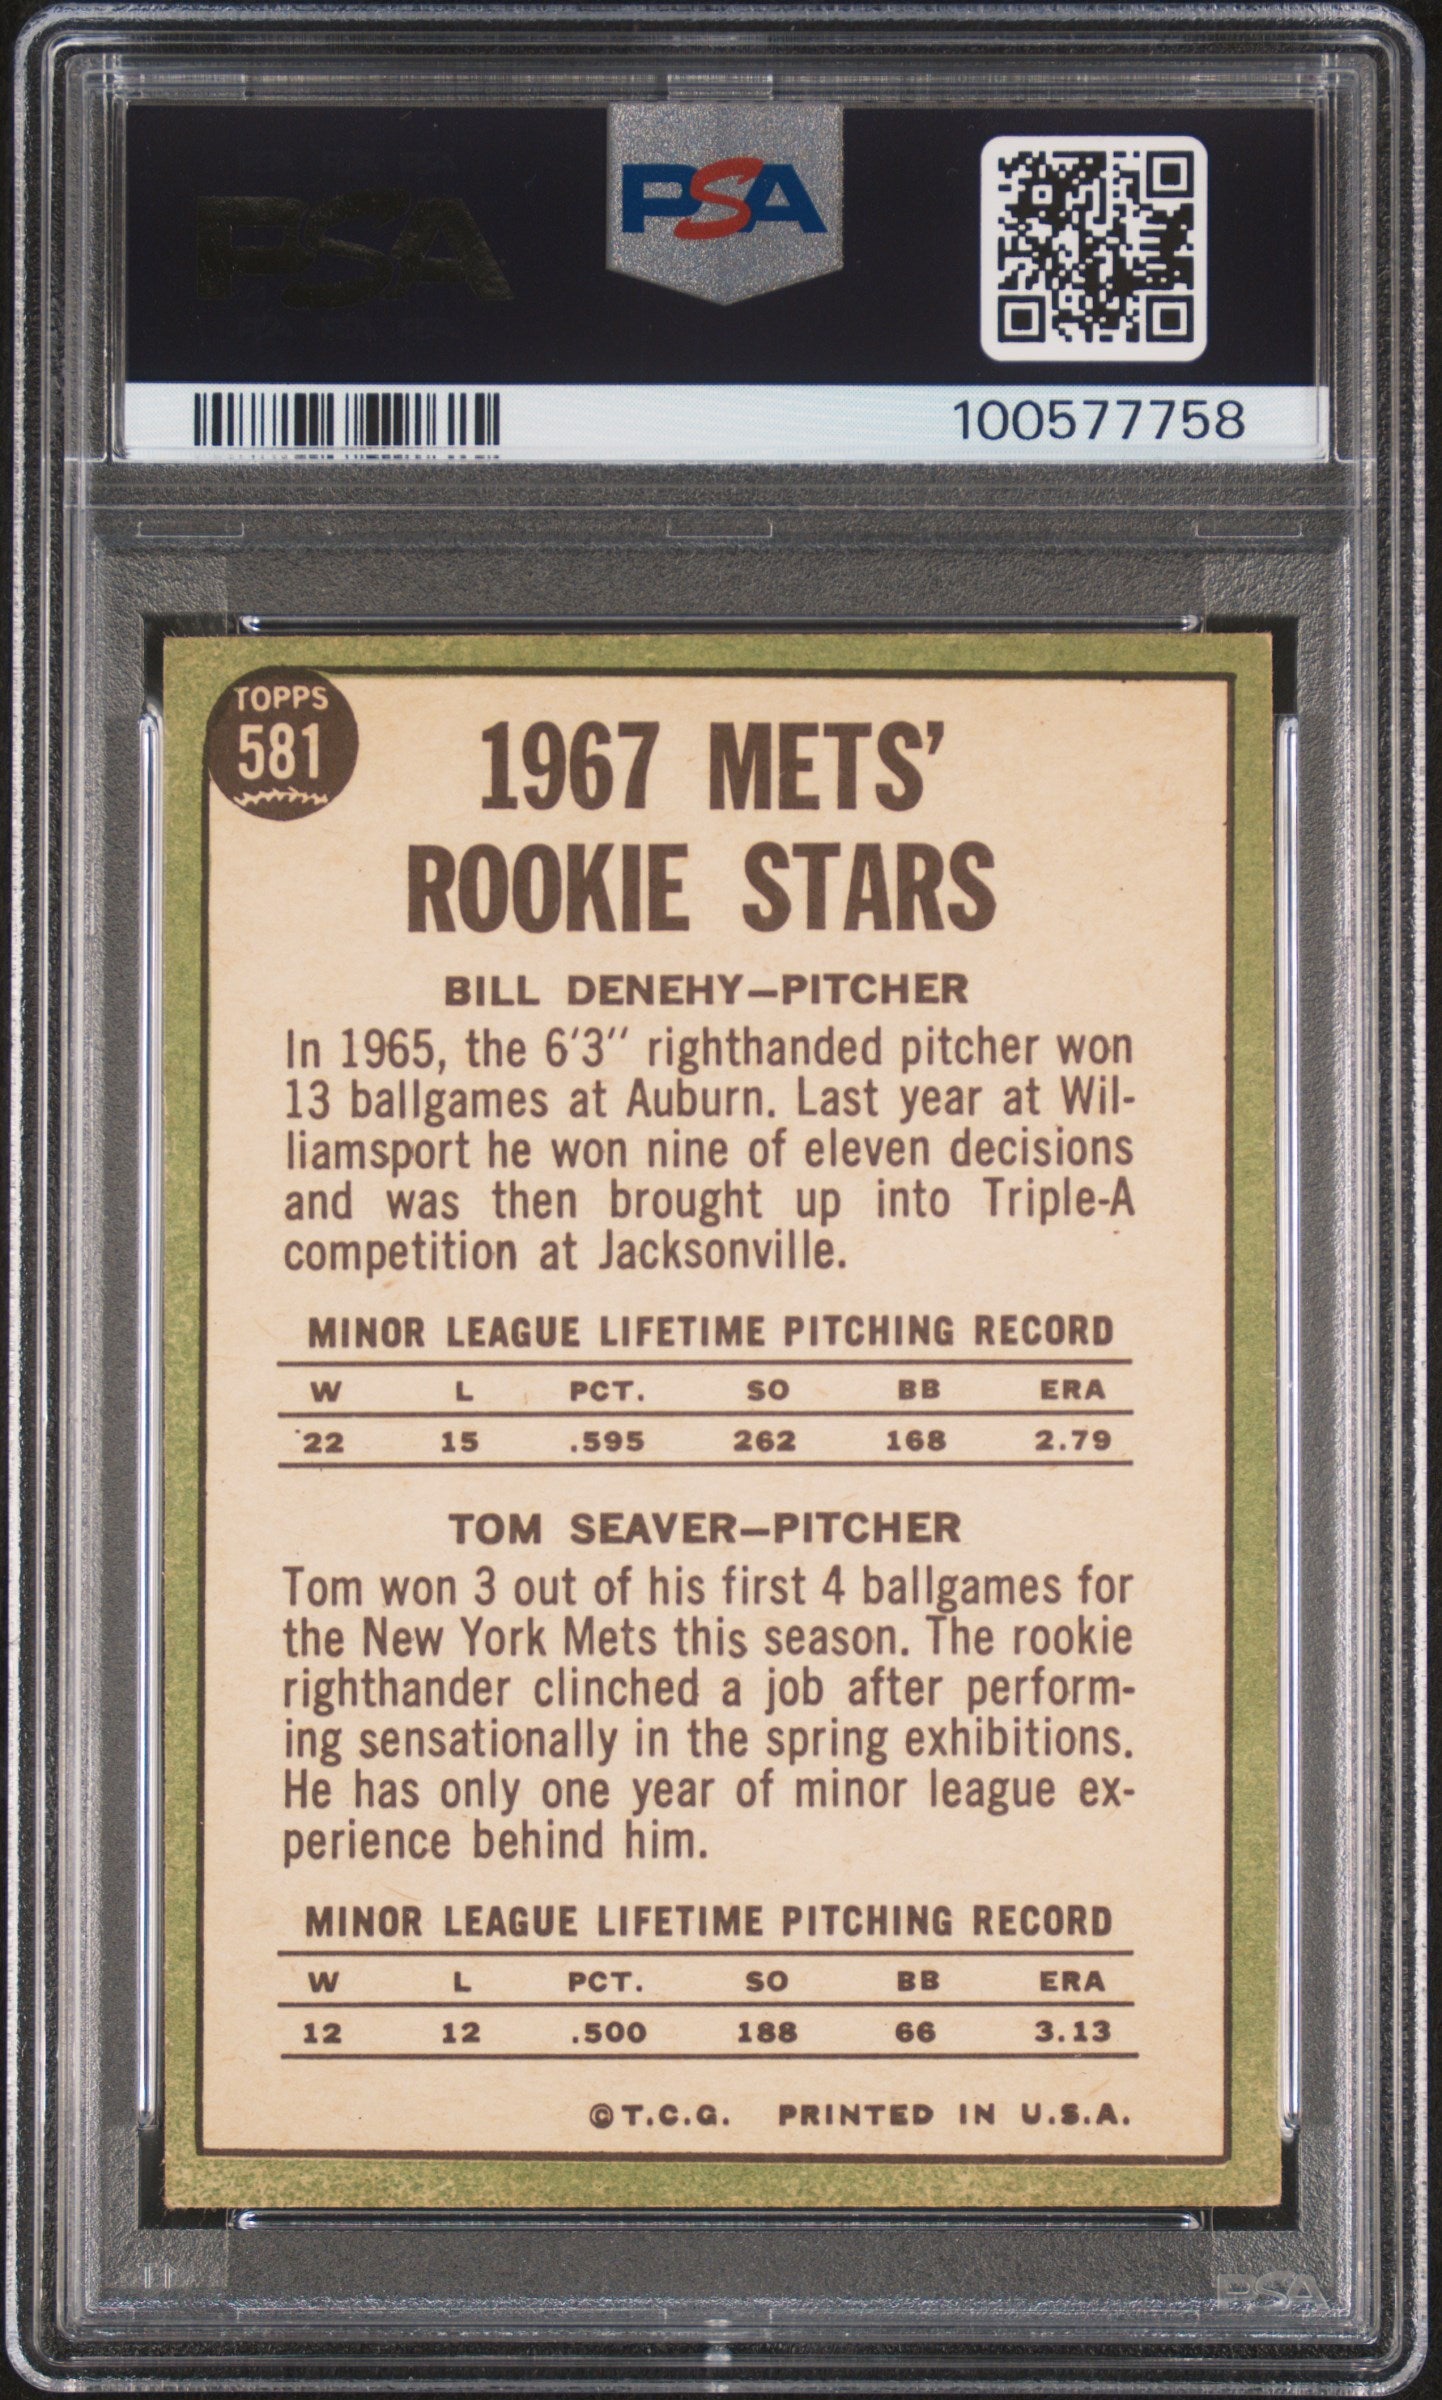 PSA
PSA
100577758
TOPPS
581
1967 METS'
ROOKIE STARS
BILL DENEHY—PITCHER
In 1965, the 6'3" righthanded pitcher won
13 ballgames at Auburn. Last year at Wil-
liamsport he won nine of eleven decisions
and was then brought up into Triple-A
competition at Jacksonville.
MINOR LEAGUE LIFETIME PITCHING RECORD
W L PCT. SO BB ERA
22 15 .595 262 168 2.79
TOM SEAVER—PITCHER
Tom won 3 out of his first 4 ballgames for
the New York Mets this season. The rookie
righthander clinched a job after perform-
ing sensationally in the spring exhibitions.
He has only one year of minor league ex-
perience behind him.
MINOR LEAGUE LIFETIME PITCHING RECORD
W L PCT. SO BB ERA
12 12 .500 188 66 3.13
©T.C.G. PRINTED IN U.S.A.
PSA